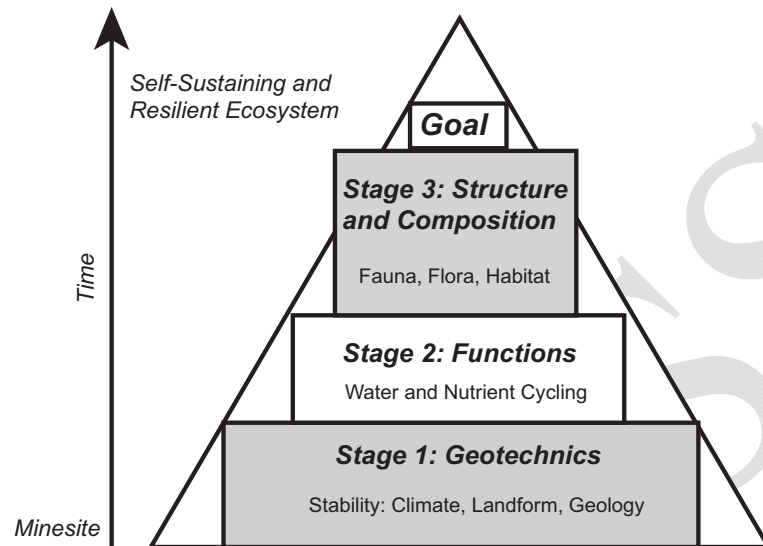 Self-Sustaining and
Resilient Ecosystem
Goal
Stage 3: Structure
and Composition
Fauna, Flora, Habitat
Time
Stage 2: Functions
Water and Nutrient Cycling
Stage 1: Geotechnics
Stability: Climate, Landform, Geology
Minesite